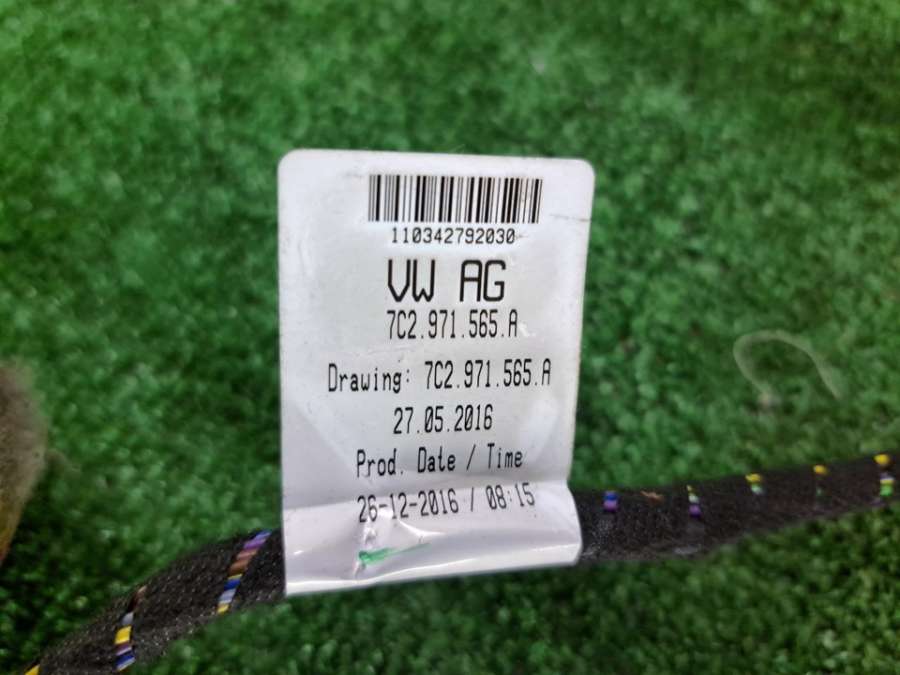 110342792030
VW AG
7C2.971.565.A
Drawing: 7C2.971.565.A
27.05.2016
Prod. Date / Time
26-12-2016 / 08:15